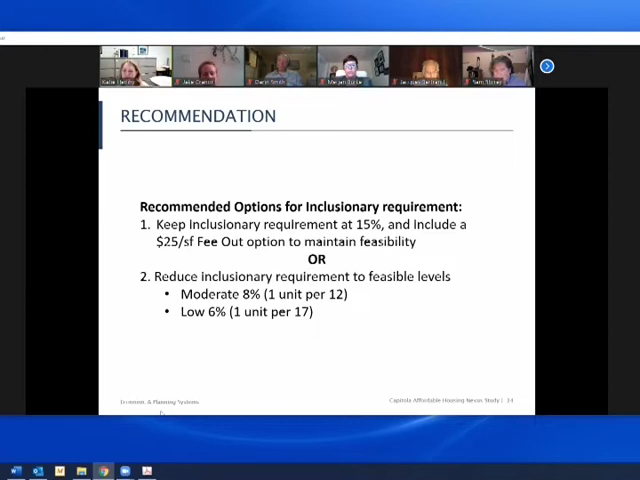 RECOMMENDATION
Recommended Options for Inclusionary requirement:
1. Keep inclusionary requirement at 15%, and include a
$25/sf Fee Out option to maintain feasibility
OR
2. Reduce inclusionary requirement to feasible levels
• Moderate 8% (1 unit per 12)
• Low 6% (1 unit per 17)
Economic & Planning Systems
Capitola Affordable Housing Nexus Study |